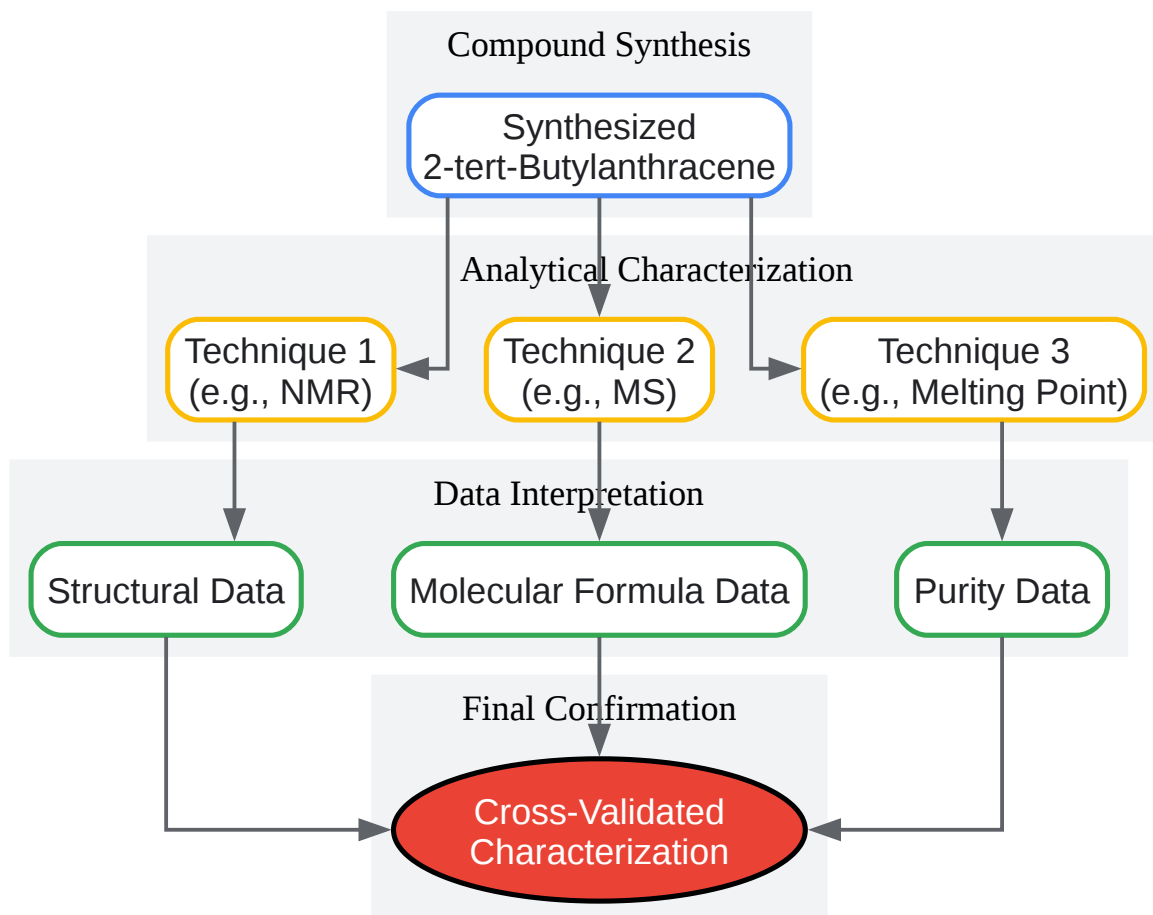 Compound Synthesis
Synthesized
2-tert-Butylanthracene
Analytical Characterization
Technique 1
(e.g., NMR)
Technique 2
(e.g., MS)
Technique 3
(e.g., Melting Point)
Data Interpretation
Structural Data
Molecular Formula Data
Purity Data
Final Confirmation
Cross-Validated
Characterization